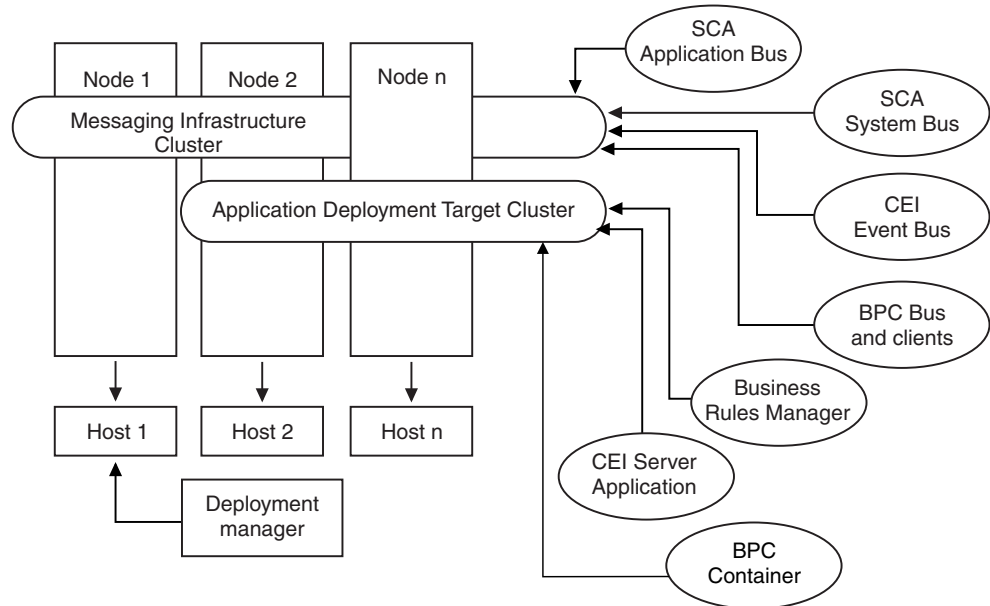 SCA
Application Bus
Node 1
Node 2
Node n
SCA
System Bus
Messaging Infrastructure
Cluster
CEI
Event Bus
Application Deployment Target Cluster
BPC Bus
and clients
Business
Rules Manager
Host 1
Host 2
Host n
CEI Server
Application
Deployment
manager
BPC
Container